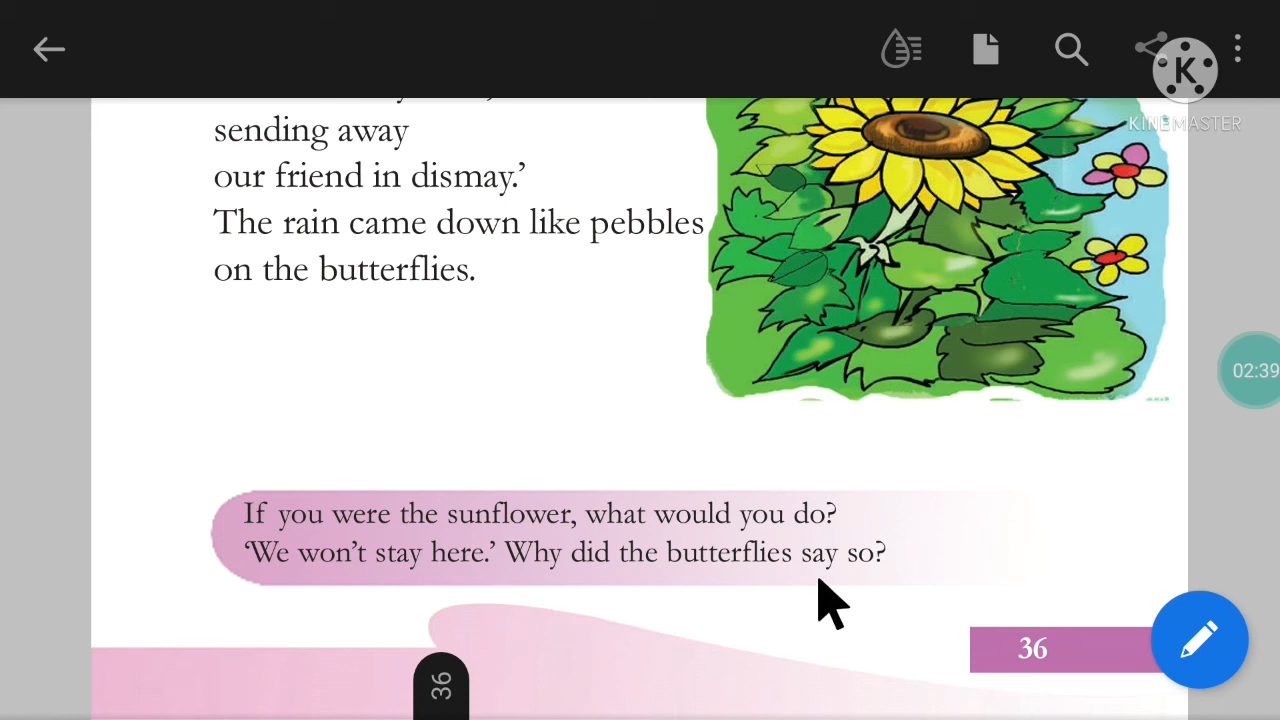 K
KINEMASTER
sending away
our friend in dismay.’
The rain came down like pebbles
on the butterflies.
02:39
If you were the sunflower, what would you do?
‘We won’t stay here.’ Why did the butterflies say so?
36
36